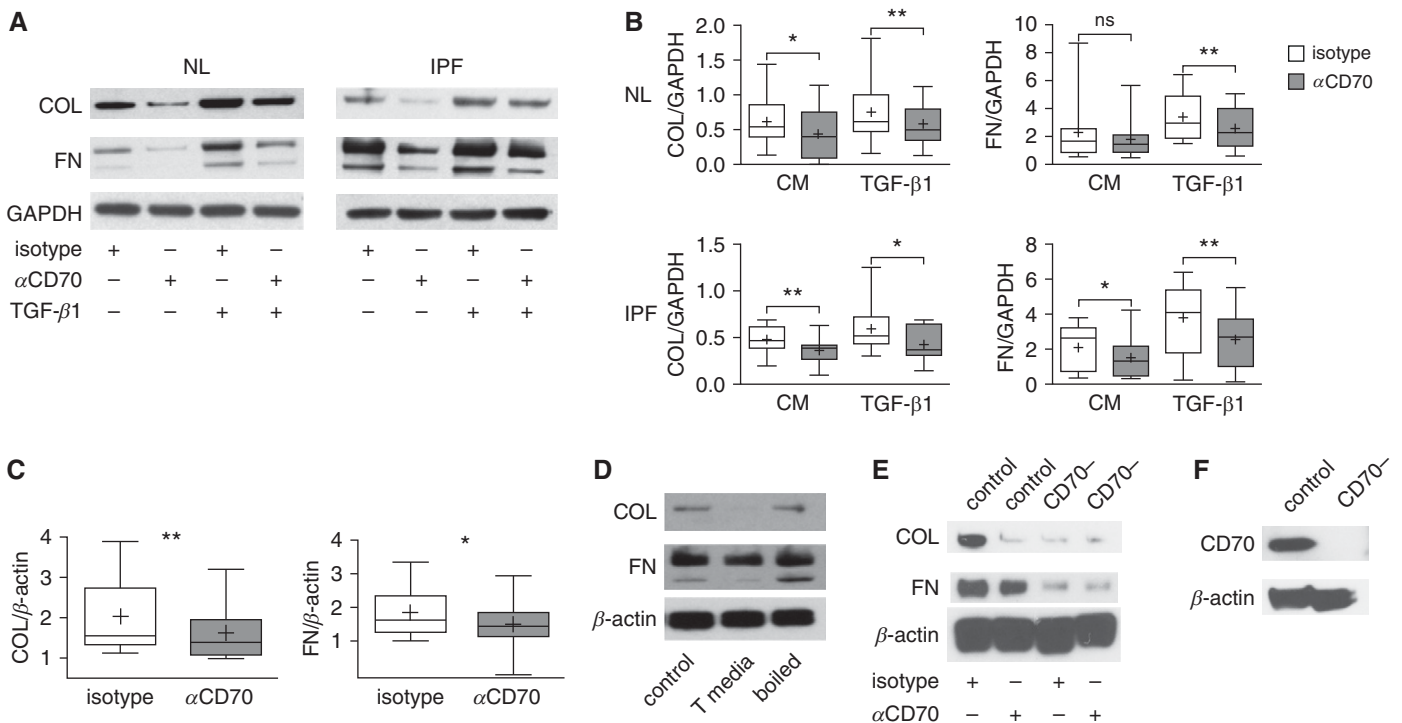 A
NL IPF
COL
FN
GAPDH
isotype + – + – + – + –
αCD70 – + – + – + – +
TGF-β1 – – + + – – + +
B
NL
COL/GAPDH
2.0
1.5
1.0
0.5
0.0
*
**
CM TGF-β1
FN/GAPDH
10
8
6
4
2
0
ns
**
CM TGF-β1
isotype
αCD70
IPF
COL/GAPDH
1.5
1.0
0.5
0.0
**
*
CM TGF-β1
FN/GAPDH
8
6
4
2
0
*
**
CM TGF-β1
C
COL/β-actin
4
3
2
1
**
isotype αCD70
FN/β-actin
4
3
2
1
*
isotype αCD70
D
COL
FN
β-actin
control T media boiled
E
control control CD70– CD70–
COL
FN
β-actin
isotype + – + –
αCD70 – + – +
F
control CD70–
CD70
β-actin